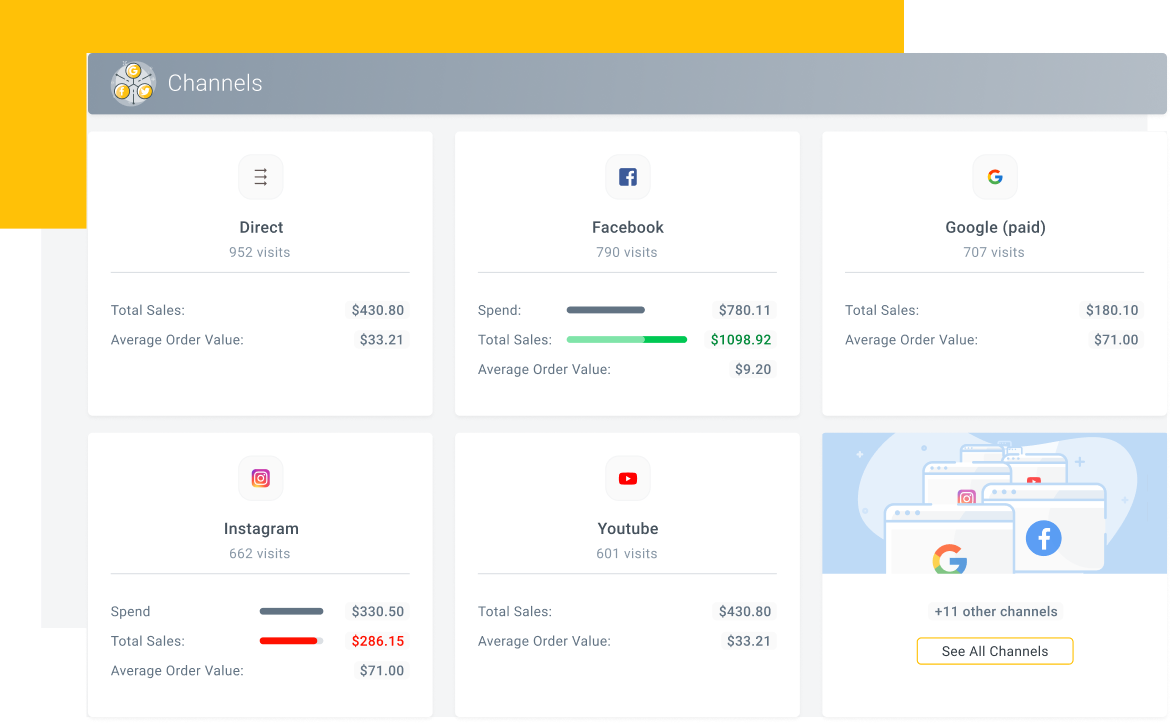 Channels
Direct
952 visits
Total Sales: $430.80
Average Order Value: $33.21
Facebook
790 visits
Spend: $780.11
Total Sales: $1098.92
Average Order Value: $9.20
Google (paid)
707 visits
Total Sales: $180.10
Average Order Value: $71.00
Instagram
662 visits
Spend $330.50
Total Sales: $286.15
Average Order Value: $71.00
Youtube
601 visits
Total Sales: $430.80
Average Order Value: $33.21
+11 other channels
See All Channels